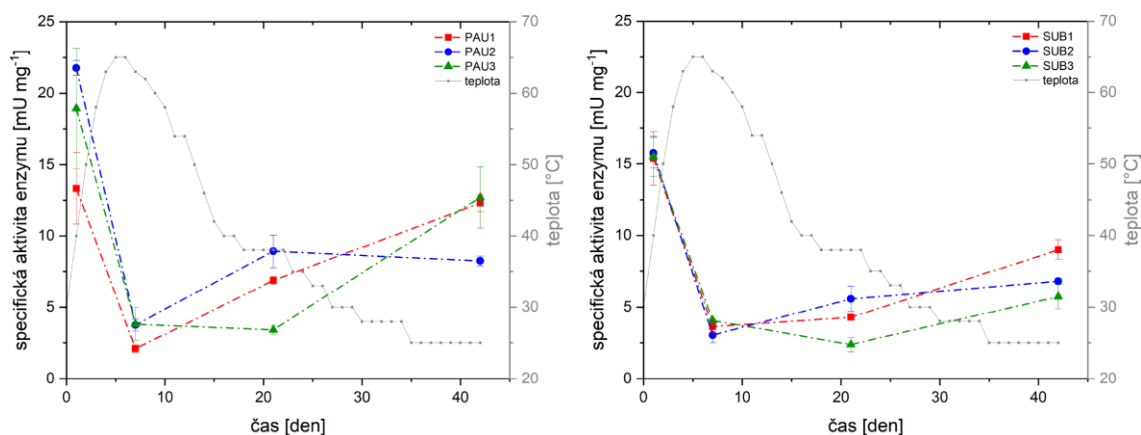 specifická aktivita enzymu [mU mg-1]
25
20
15
10
5
0
PAU1
PAU2
PAU3
teplota
70
60
50
40
30
20
teplota [°C]
0 10 20 30 40
čas [den]
specifická aktivita enzymu [mU mg-1]
25
20
15
10
5
0
SUB1
SUB2
SUB3
teplota
70
60
50
40
30
20
teplota [°C]
0 10 20 30 40
čas [den]